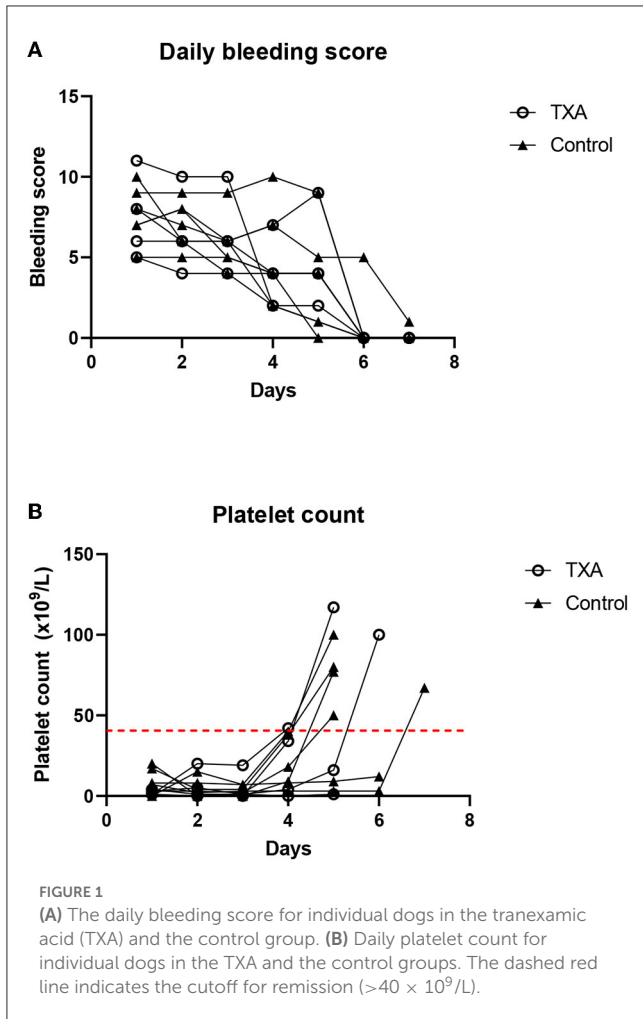 A
Daily bleeding score
15
10
5
0
Bleeding score
0 2 4 6 8
Days
TXA
Control
B
Platelet count
150
100
50
0
Platelet count (x10⁹/L)
0 2 4 6 8
Days
TXA
Control
FIGURE 1
(A) The daily bleeding score for individual dogs in the tranexamic
acid (TXA) and the control group. (B) Daily platelet count for
individual dogs in the TXA and the control groups. The dashed red
line indicates the cutoff for remission (>40 × 10⁹/L).